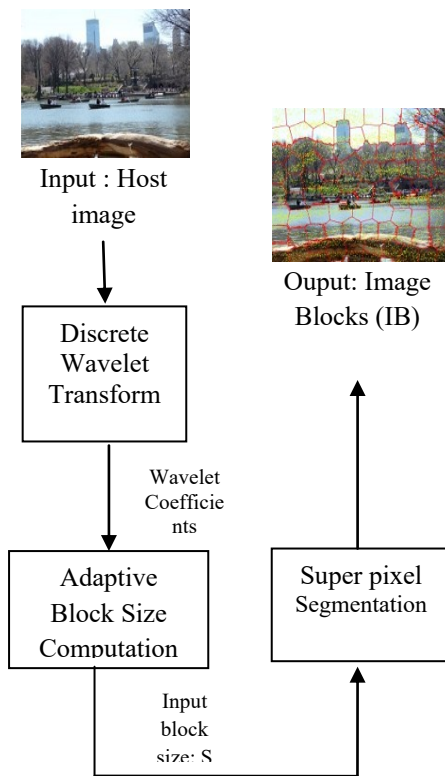 Input : Host
image
Discrete
Wavelet
Transform
Wavelet
Coefficie
nts
Adaptive
Block Size
Computation
Input
block
size: S
Super pixel
Segmentation
Ouput: Image
Blocks (IB)